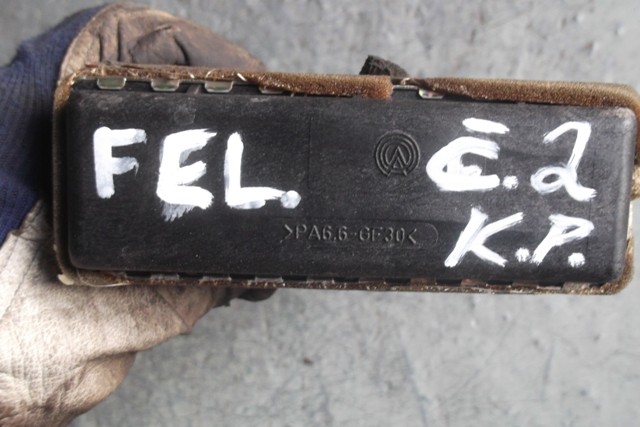 FEL. Ē.2
K.P.
>PA6.6-GF30<